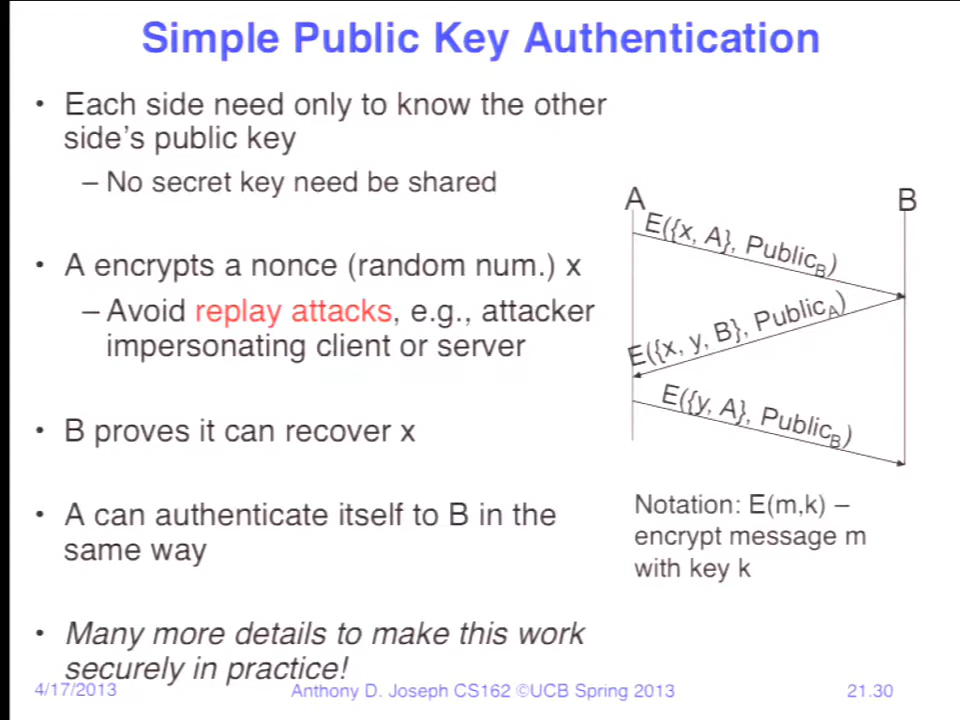 Simple Public Key Authentication
• Each side need only to know the other
side's public key
– No secret key need be shared
• A encrypts a nonce (random num.) x
– Avoid replay attacks, e.g., attacker
impersonating client or server
• B proves it can recover x
• A can authenticate itself to B in the
same way
• Many more details to make this work
securely in practice!
A
B
E({x, A}, PublicB)
E({x, y, B}, PublicA)
E({y, A}, PublicB)
Notation: E(m,k) –
encrypt message m
with key k
4/17/2013
Anthony D. Joseph CS162 ©UCB Spring 2013
21.30